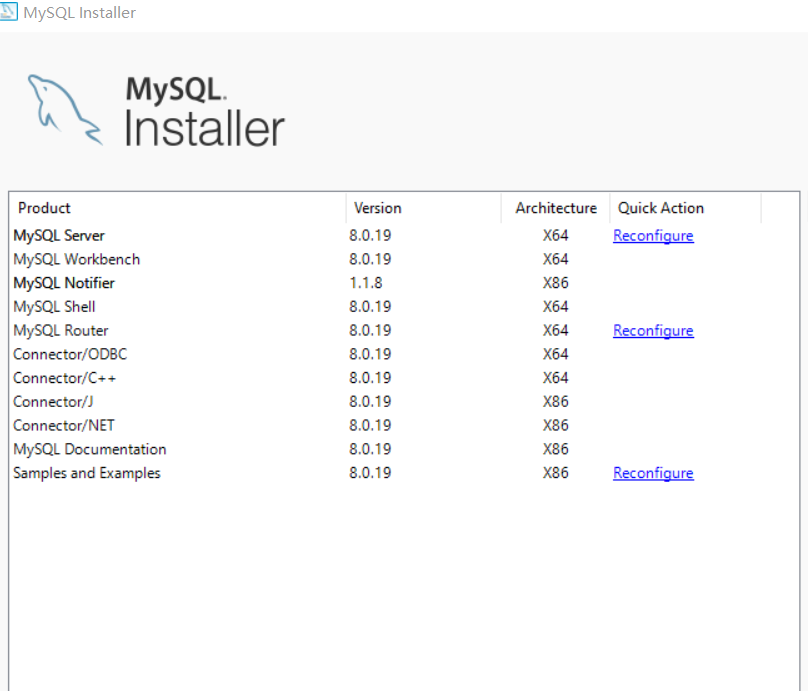 MySQL Installer
MySQL.
Installer
Product Version Architecture Quick Action
MySQL Server 8.0.19 X64 Reconfigure
MySQL Workbench 8.0.19 X64
MySQL Notifier 1.1.8 X86
MySQL Shell 8.0.19 X64
MySQL Router 8.0.19 X64 Reconfigure
Connector/ODBC 8.0.19 X64
Connector/C++ 8.0.19 X64
Connector/J 8.0.19 X86
Connector/NET 8.0.19 X86
MySQL Documentation 8.0.19 X86
Samples and Examples 8.0.19 X86 Reconfigure